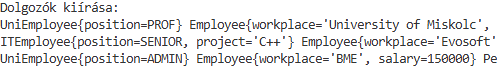 Dolgozók kiírása:
UniEmployee{position=PROF} Employee{workplace='University of Miskolc',
ITEmployee{position=SENIOR, project='C++'} Employee{workplace='Evosoft'
UniEmployee{position=ADMIN} Employee{workplace='BME', salary=150000} Pe